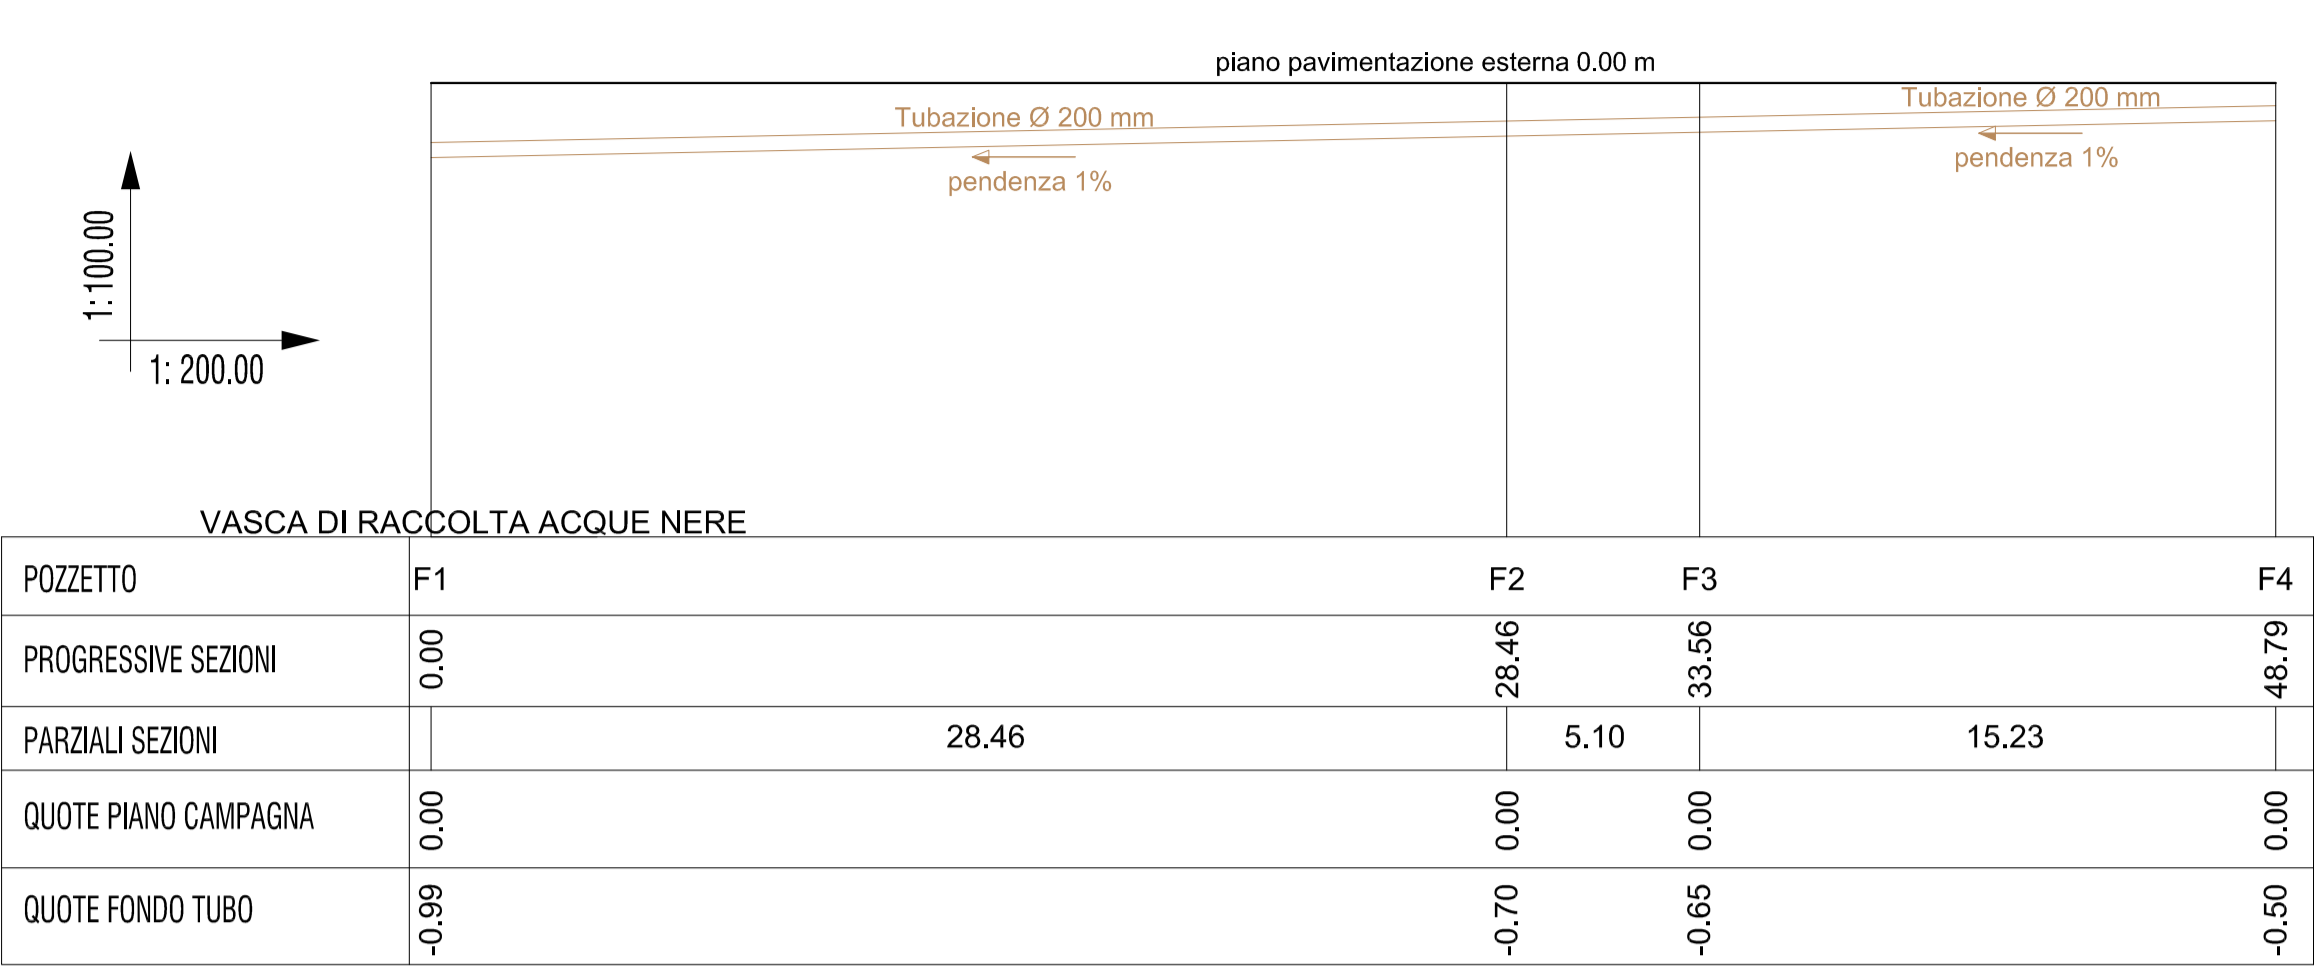 piano pavimentazione esterna 0.00 m
Tubazione Ø 200 mm
Tubazione Ø 200 mm
pendenza 1%
pendenza 1%
1:100.00
1: 200.00
VASCA DI RACCOLTA ACQUE NERE
POZZETTO F1 F2 F3 F4
PROGRESSIVE SEZIONI 0.00 28.46 33.56 48.79
PARZIALI SEZIONI 28.46 5.10 15.23
QUOTE PIANO CAMPAGNA 0.00 0.00 0.00 0.00
QUOTE FONDO TUBO -0.99 -0.70 -0.65 -0.50